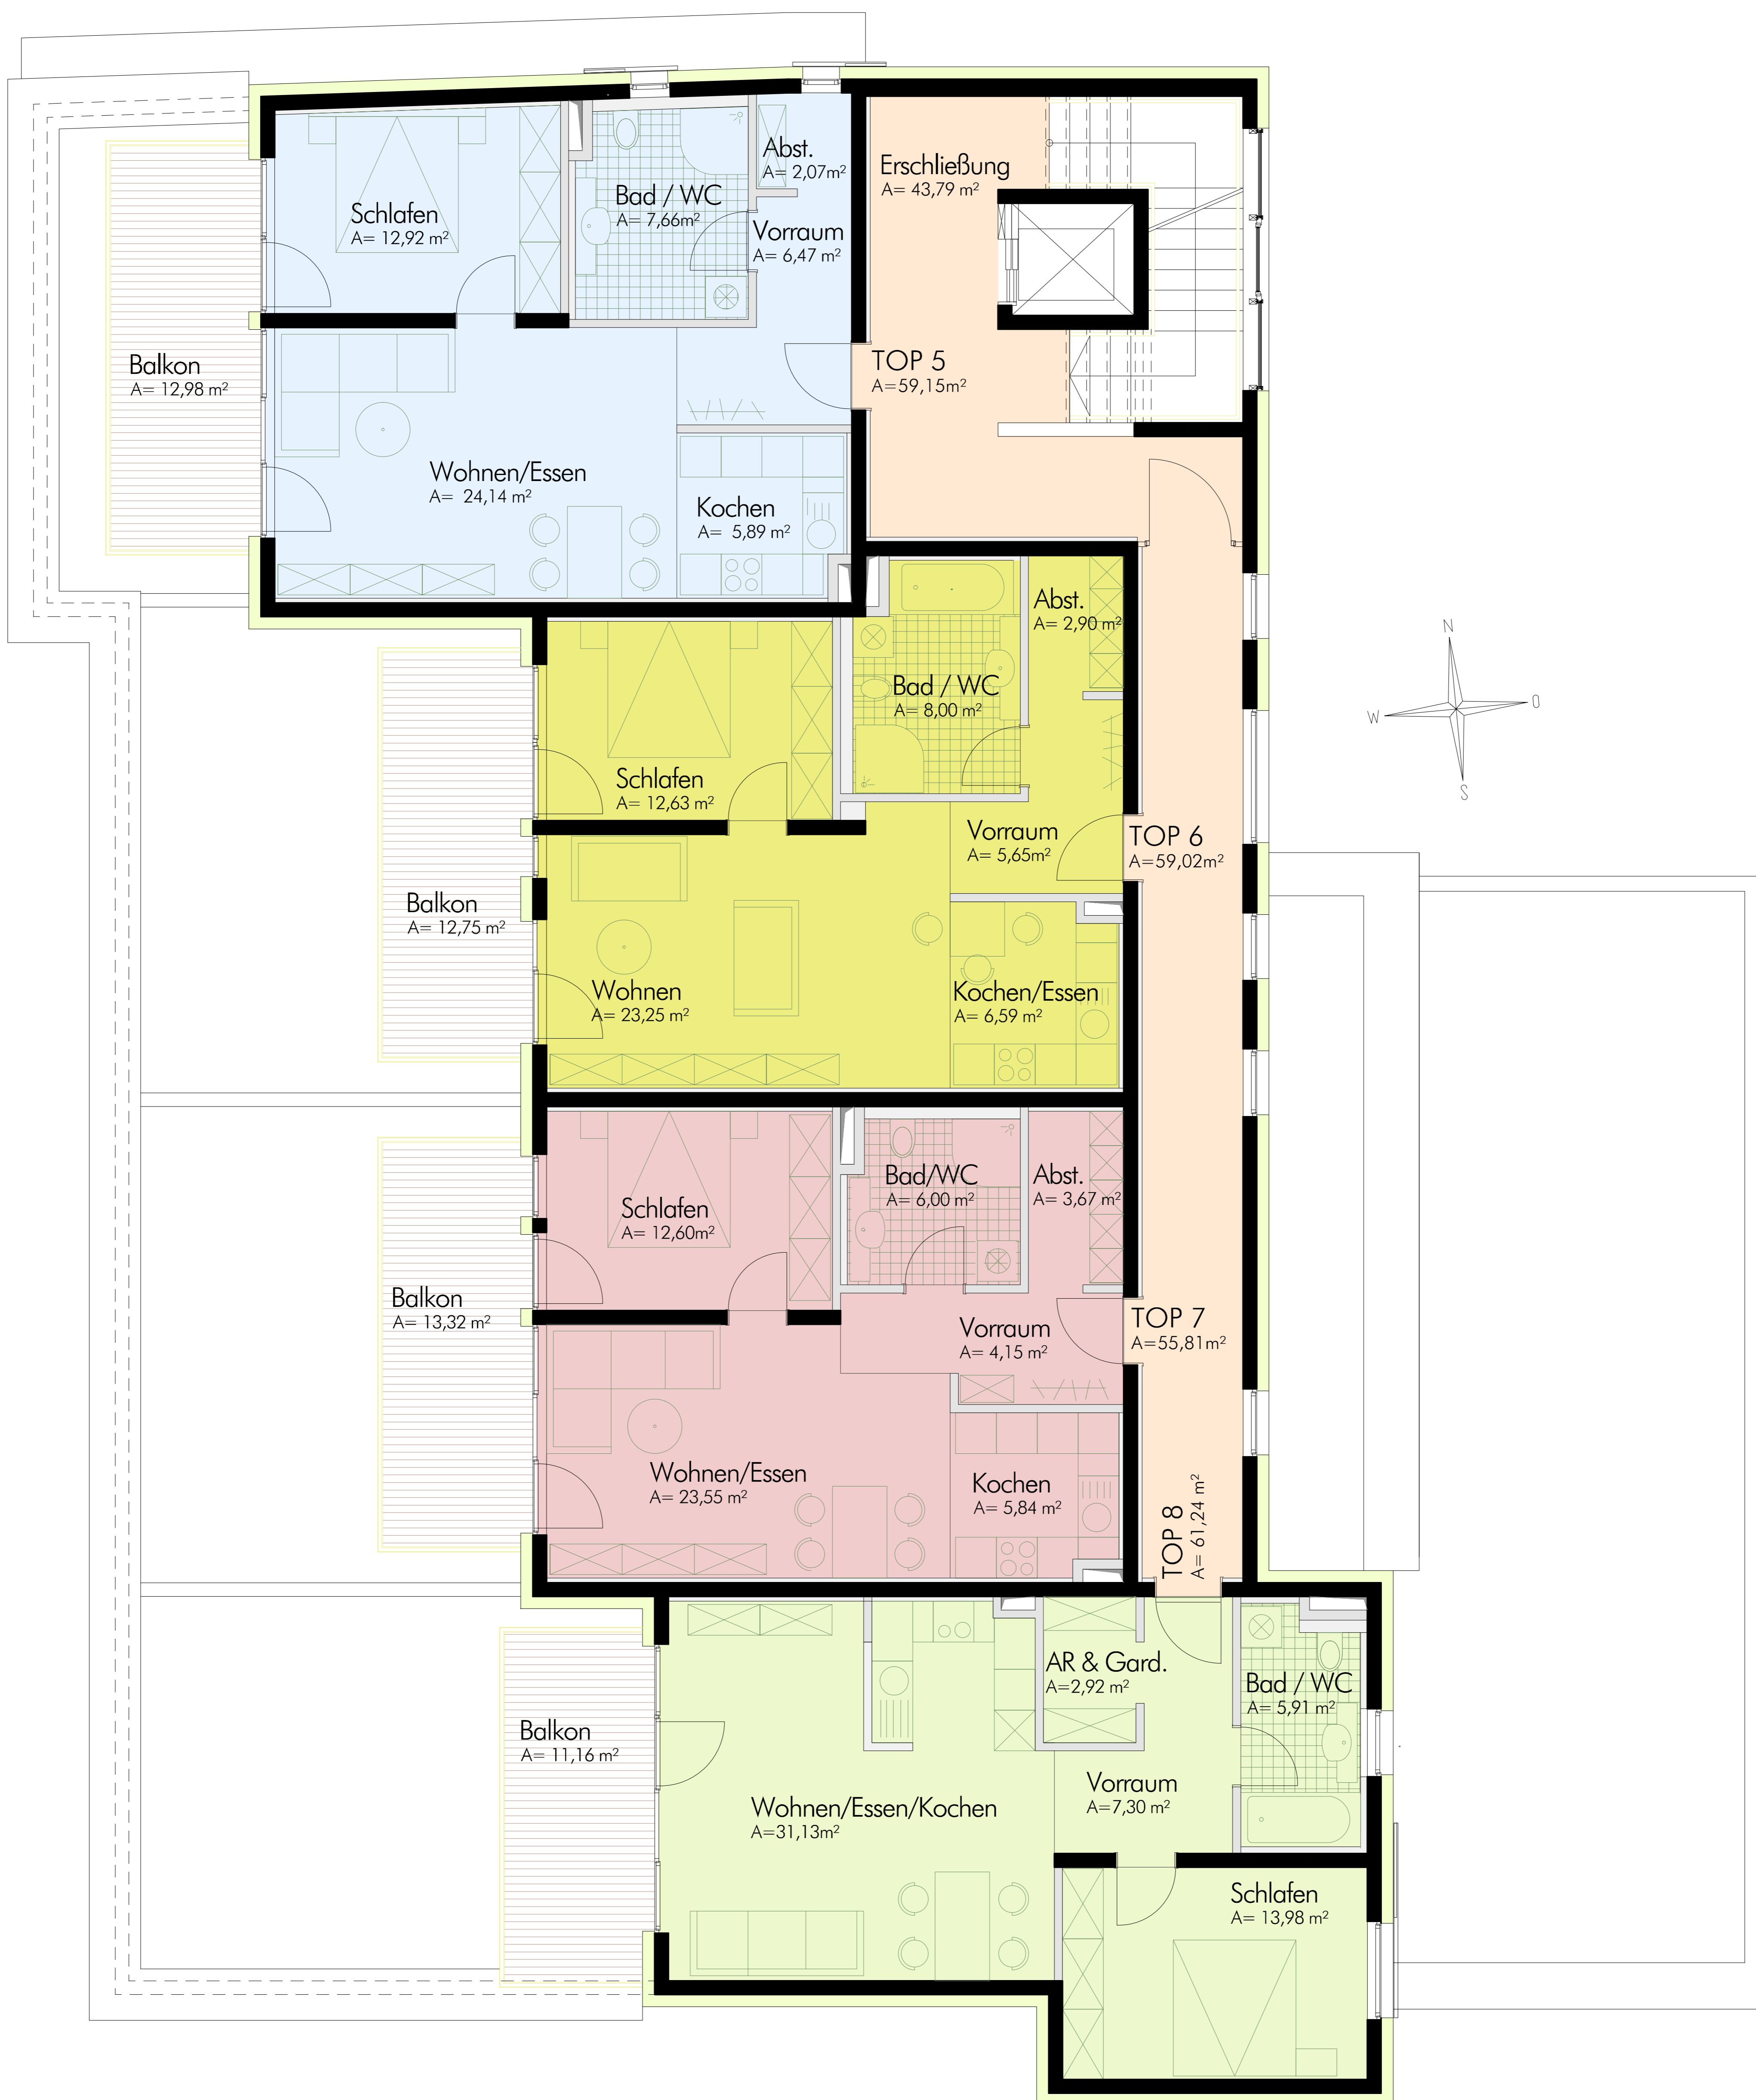 Abst.
A= 2,07m²
Erschließung
A= 43,79 m²
Bad / WC
A= 7,66m²
Schlafen
A= 12,92 m²
Vorraum
A= 6,47 m²
Balkon
A= 12,98 m²
TOP 5
A=59,15m²
Wohnen/Essen
A= 24,14 m²
Kochen
A= 5,89 m²
Abst.
A= 2,90 m²
N
W
O
S
Bad / WC
A= 8,00 m²
Schlafen
A= 12,63 m²
Vorraum
A= 5,65m²
TOP 6
A=59,02m²
Balkon
A= 12,75 m²
Wohnen
A= 23,25 m²
Kochen/Essen
A= 6,59 m²
Bad/WC
A= 6,00 m²
Abst.
A= 3,67 m²
Schlafen
A= 12,60m²
Balkon
A= 13,32 m²
Vorraum
A= 4,15 m²
TOP 7
A=55,81m²
Wohnen/Essen
A= 23,55 m²
Kochen
A= 5,84 m²
TOP 8
A= 61,24 m²
AR & Gard.
A=2,92 m²
Bad / WC
A= 5,91 m²
Balkon
A= 11,16 m²
Vorraum
A=7,30 m²
Wohnen/Essen/Kochen
A=31,13m²
Schlafen
A= 13,98 m²